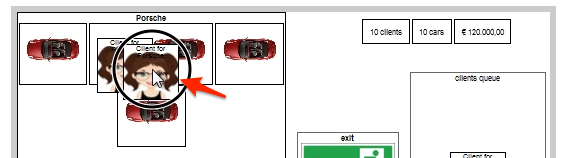 Porsche
10 clients
10 cars
€ 120.000,00
Client for
Client for
clients queue
exit
Client for